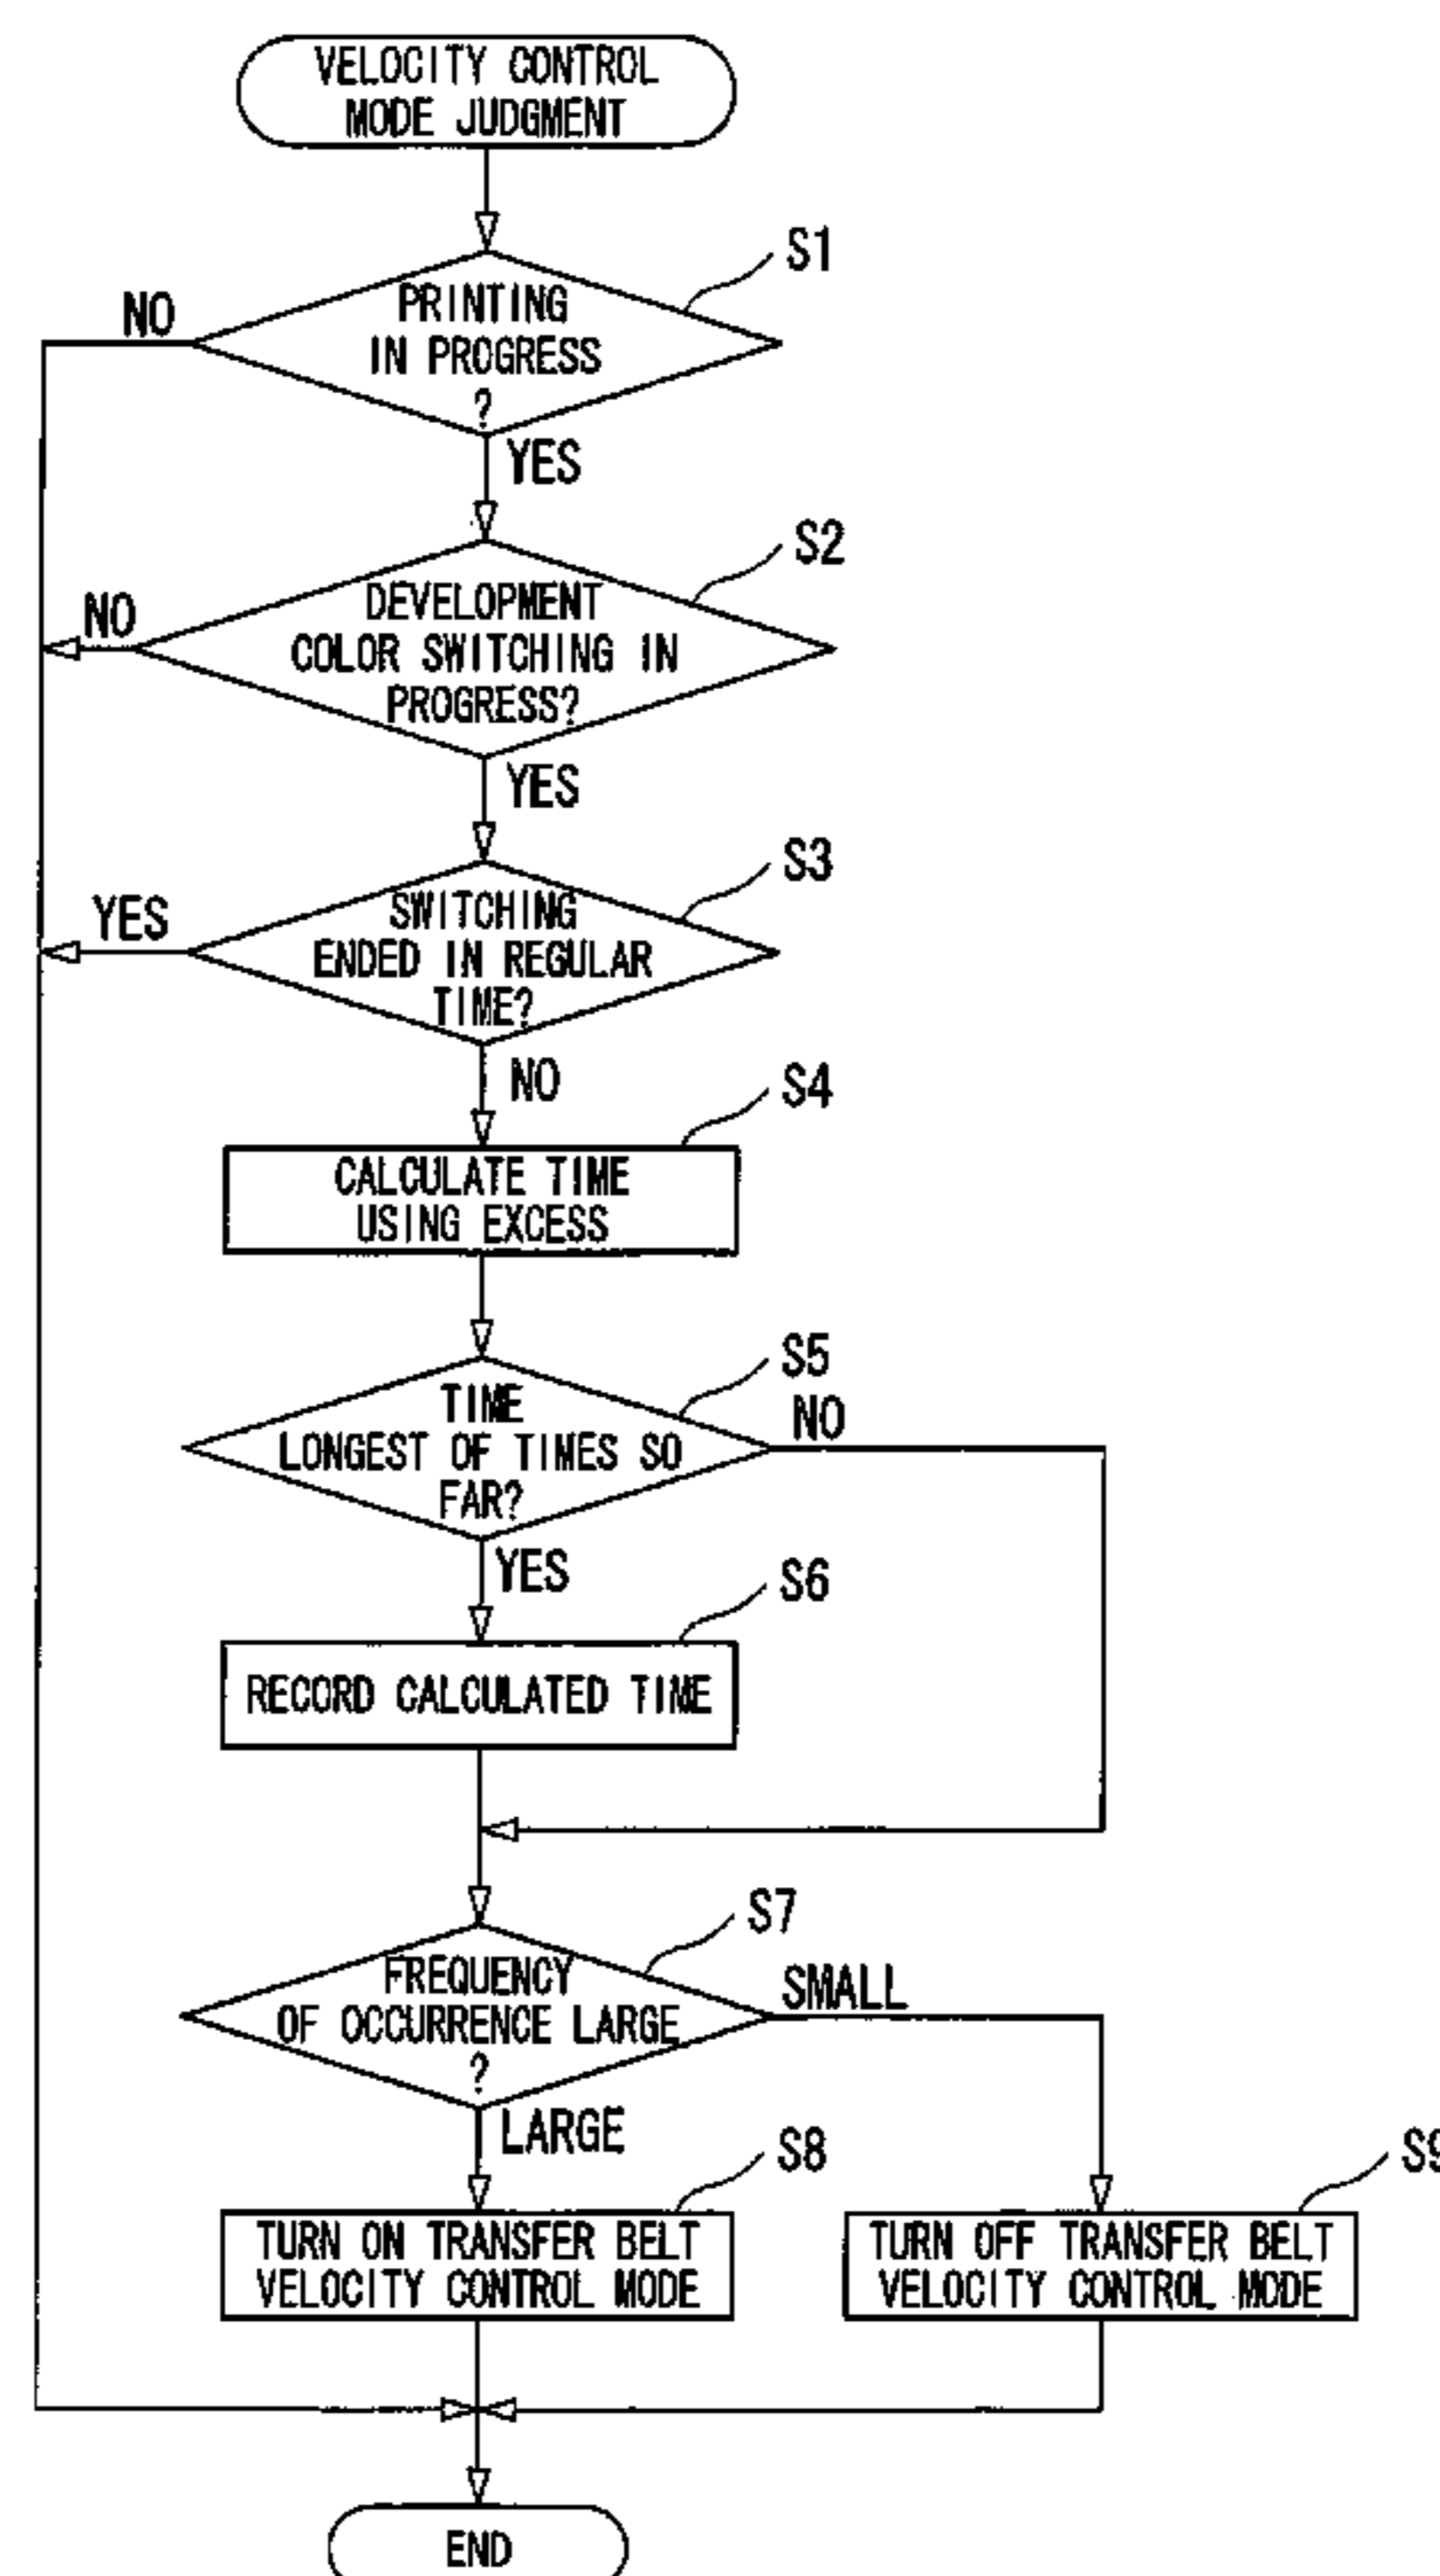 VELOCITY CONTROL
MODE JUDGMENT
S1
NO
PRINTING
IN PROGRESS
?
YES
S2
NO
DEVELOPMENT
COLOR SWITCHING IN
PROGRESS?
YES
S3
YES
SWITCHING
ENDED IN REGULAR
TIME?
NO
S4
CALCULATE TIME
USING EXCESS
S5
NO
TIME
LONGEST OF TIMES SO
FAR?
YES
S6
RECORD CALCULATED TIME
S7
SMALL
FREQUENCY
OF OCCURRENCE LARGE
?
LARGE
S8
S9
TURN ON TRANSFER BELT
VELOCITY CONTROL MODE
TURN OFF TRANSFER BELT
VELOCITY CONTROL MODE
END